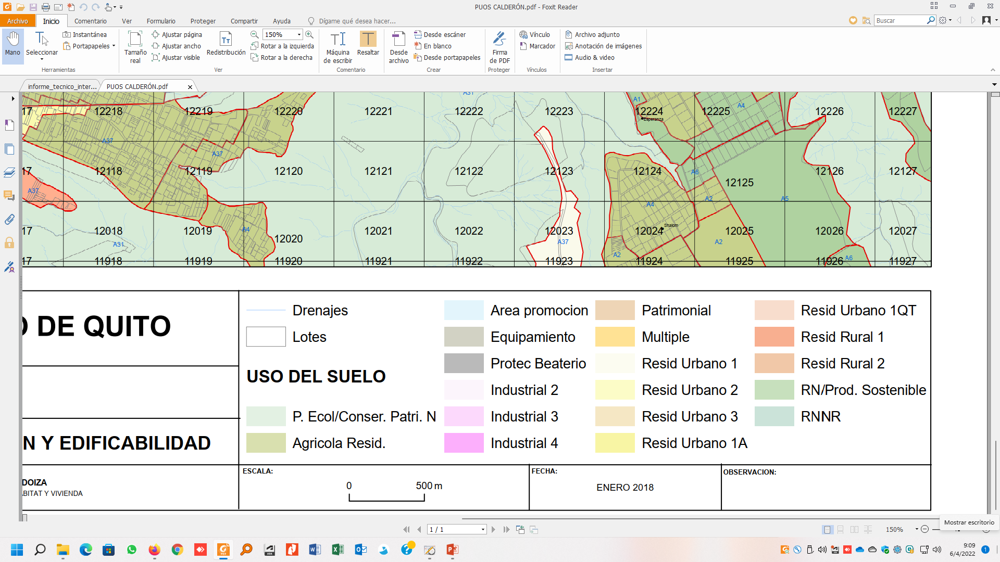 PUOS CALDERÓN.pdf - Foxit Reader
Archivo Inicio Comentario Ver Formulario Proteger Compartir Ayuda Dígame qué desea hacer... Buscar
Mano
Seleccionar
Instantánea
Portapapeles
Herramientas
Tamaño real
Ajustar página
Ajustar ancho
Ajustar visible
Redistribución
150%
Rotar a la izquierda
Rotar a la derecha
Ver
Máquina de escribir
Resaltar
Comentario
Desde archivo
Desde escáner
En blanco
Desde portapapeles
Crear
Firma de PDF
Proteger
Vínculo
Marcador
Vínculos
Archivo adjunto
Anotación de imágenes
Audio & video
Insertar
informe_tecnico_inter... PUOS CALDERÓN.pdf
A31 A1 A4
17 12218 12219 12220 12221 12222 12223 12224 12225 12226 12227
Esperanza
A37 A37
17 12118 12119 12120 12121 12122 12123 12124 A6 12125 12126 12127
A37 A4 A2 A5
17 12018 12019 A4 12020 12021 12022 12023 12024 Shalom 12025 12026 12027
A31 A37 A2 A2 A6
17 11918 11919 11920 11921 11922 11923 11924 11925 11926 11927
O DE QUITO
N Y EDIFICABILIDAD
DOIZA
ABITAT Y VIVIENDA
Drenajes
Lotes
USO DEL SUELO
P. Ecol/Conser. Patri. N
Agricola Resid.
Area promocion
Equipamiento
Protec Beaterio
Industrial 2
Industrial 3
Industrial 4
Patrimonial
Multiple
Resid Urbano 1
Resid Urbano 2
Resid Urbano 3
Resid Urbano 1A
Resid Urbano 1QT
Resid Rural 1
Resid Rural 2
RN/Prod. Sostenible
RNNR
ESCALA:
0 500 m
FECHA:
ENERO 2018
OBSERVACION:
Mostrar escritorio
1 / 1
150%
9:09
6/4/2022
1